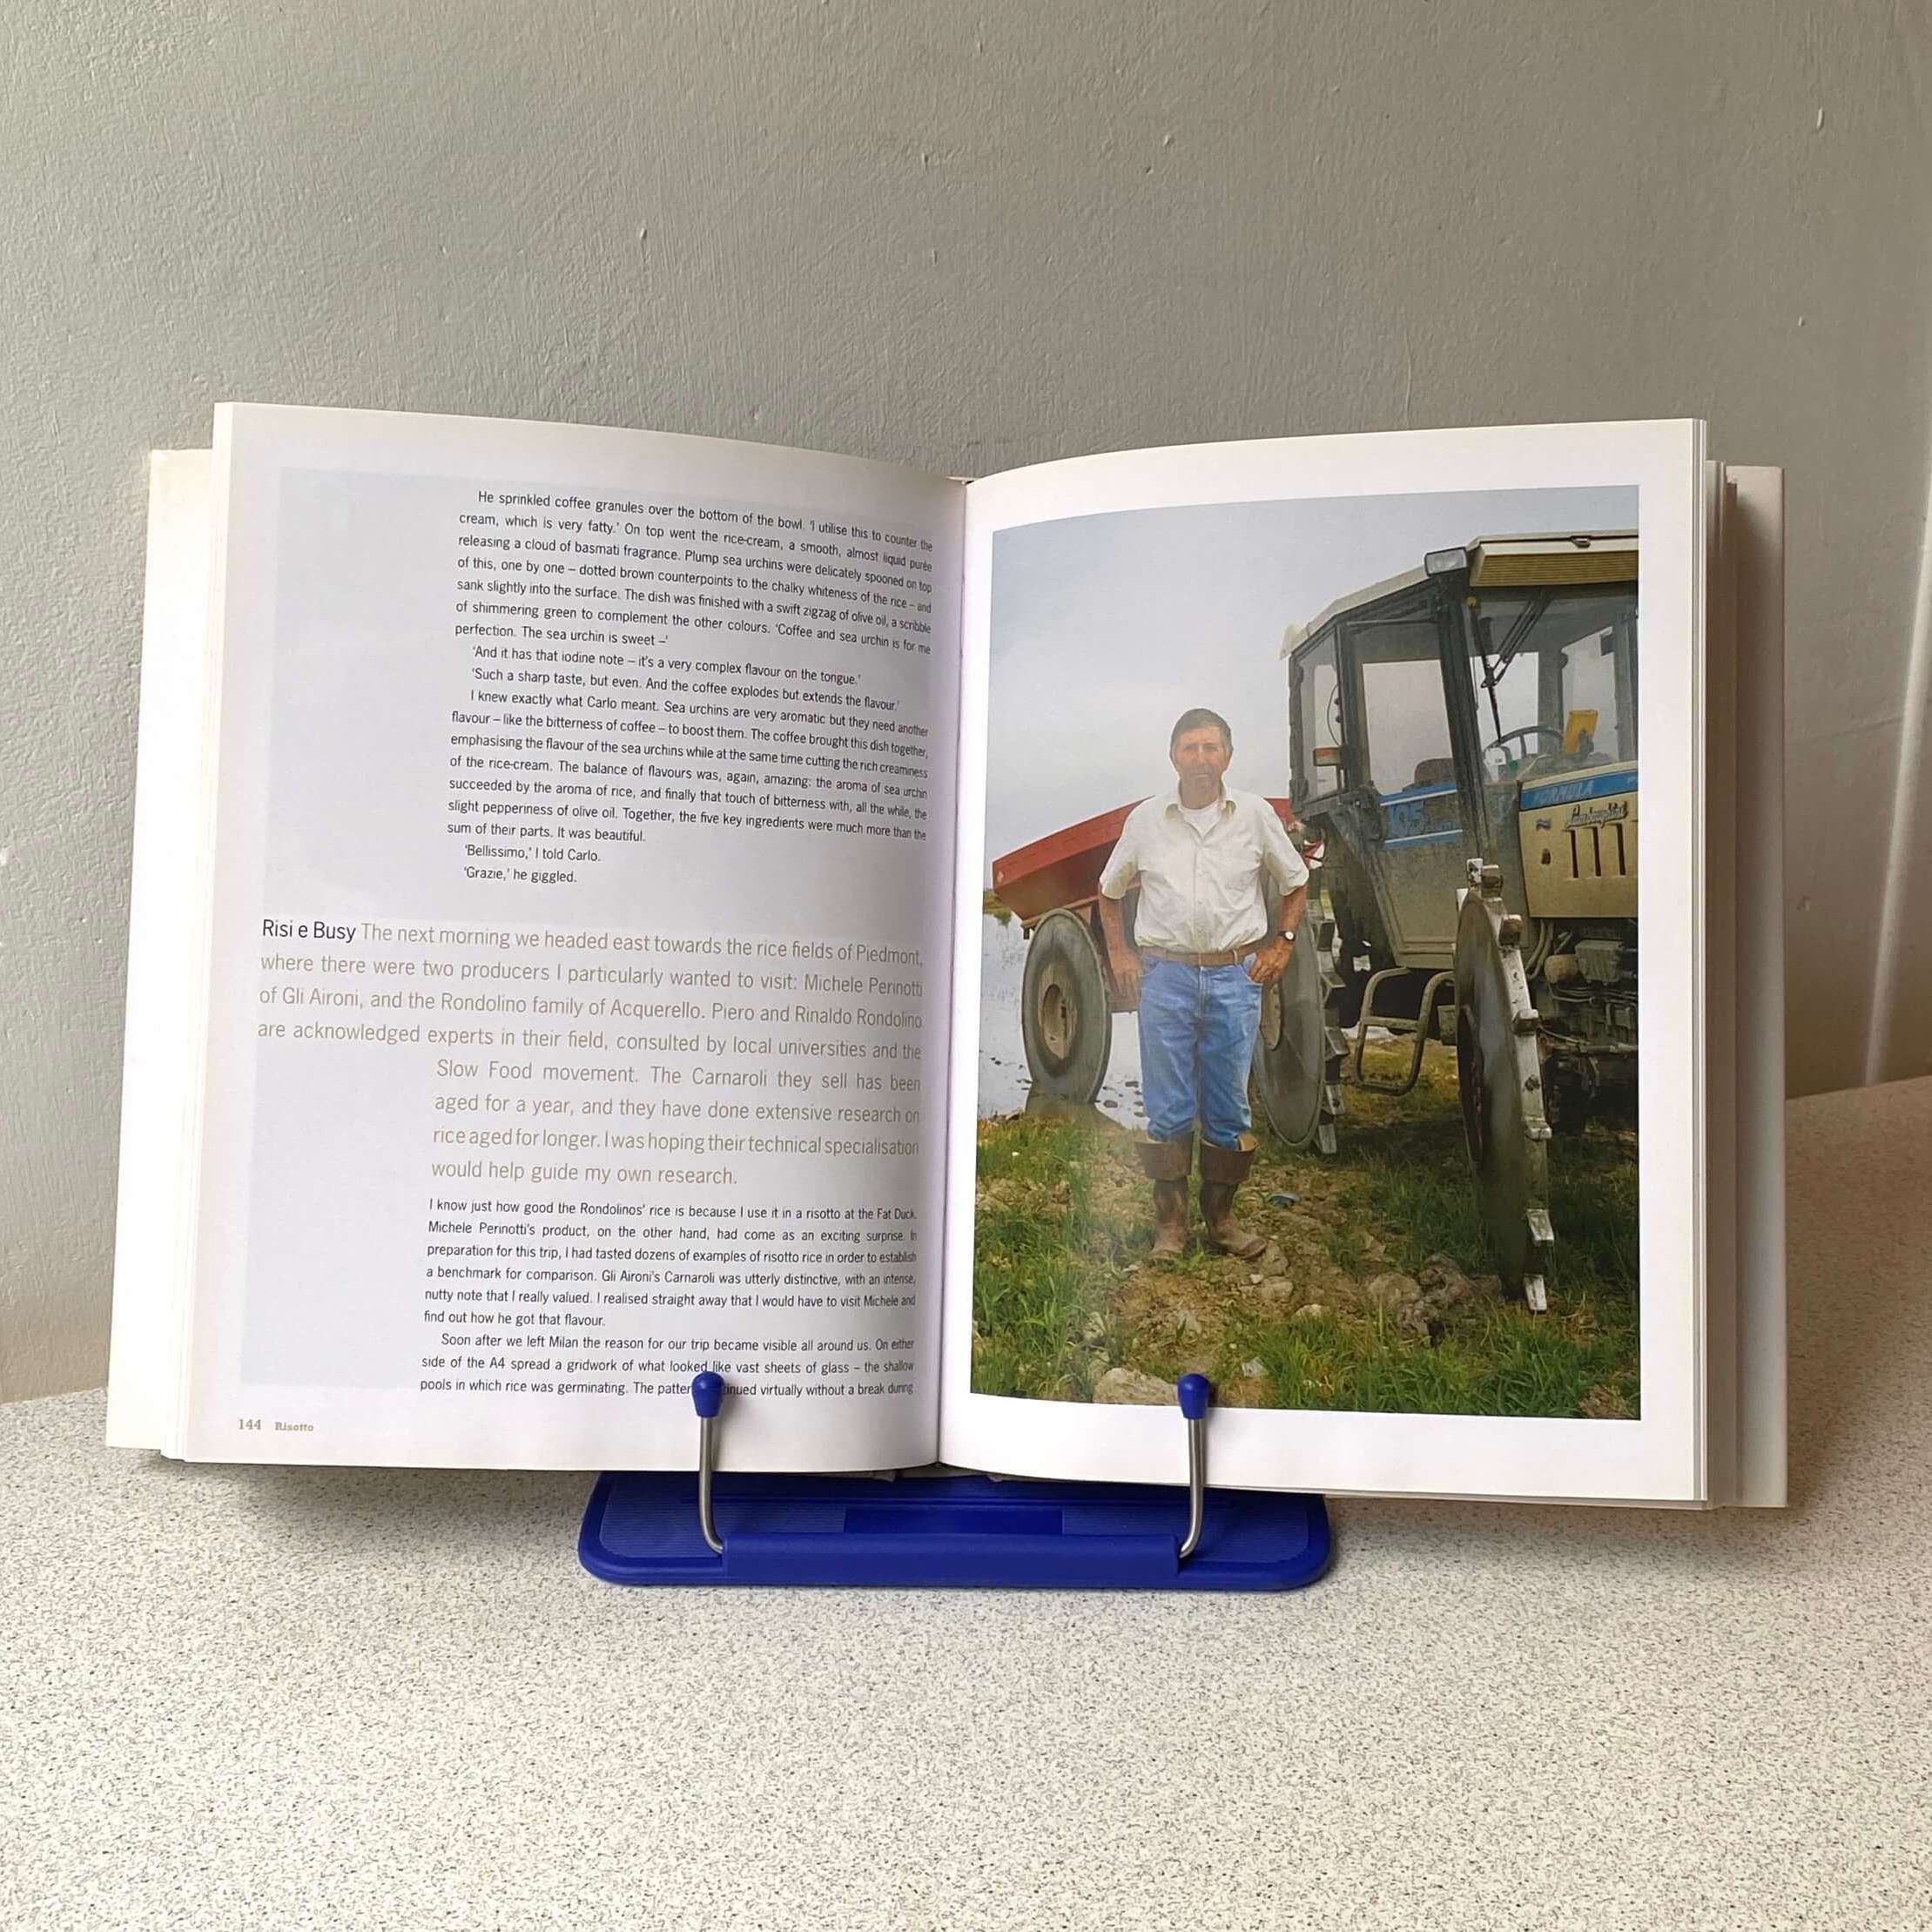 He sprinkled coffee granules over the bottom of the bowl. 'I utilise this to counter the
cream, which is very fatty.' On top went the rice-cream, a smooth, almost liquid purée
releasing a cloud of basmati fragrance. Plump sea urchins were delicately spooned on top
of this, one by one – dotted brown counterpoints to the chalky whiteness of the rice – and
sank slightly into the surface. The dish was finished with a swift zigzag of olive oil, a scribble
of shimmering green to complement the other colours. 'Coffee and sea urchin is for me
perfection. The sea urchin is sweet –'
'And it has that iodine note – it's a very complex flavour on the tongue.'
'Such a sharp taste, but even. And the coffee explodes but extends the flavour.'
I knew exactly what Carlo meant. Sea urchins are very aromatic but they need another
flavour – like the bitterness of coffee – to boost them. The coffee brought this dish together,
emphasising the flavour of the sea urchins while at the same time cutting the rich creaminess
of the rice-cream. The balance of flavours was, again, amazing: the aroma of sea urchin
succeeded by the aroma of rice, and finally that touch of bitterness with, all the while, the
slight pepperiness of olive oil. Together, the five key ingredients were much more than the
sum of their parts. It was beautiful.
'Bellissimo,' I told Carlo.
'Grazie,' he giggled.
Risi e Busy The next morning we headed east towards the rice fields of Piedmont,
where there were two producers I particularly wanted to visit: Michele Perinotti
of Gli Aironi, and the Rondolino family of Acquerello. Piero and Rinaldo Rondolino
are acknowledged experts in their field, consulted by local universities and the
Slow Food movement. The Carnaroli they sell has been
aged for a year, and they have done extensive research on
rice aged for longer. I was hoping their technical specialisation
would help guide my own research.
I know just how good the Rondolinos' rice is because I use it in a risotto at the Fat Duck.
Michele Perinotti's product, on the other hand, had come as an exciting surprise. In
preparation for this trip, I had tasted dozens of examples of risotto rice in order to establish
a benchmark for comparison. Gli Aironi's Carnaroli was utterly distinctive, with an intense,
nutty note that I really valued. I realised straight away that I would have to visit Michele and
find out how he got that flavour.
Soon after we left Milan the reason for our trip became visible all around us. On either
side of the A4 spread a gridwork of what looked like vast sheets of glass – the shallow
pools in which rice was germinating. The patter inued virtually without a break during
144 Risotto
FORMULA
Lamborghini
105